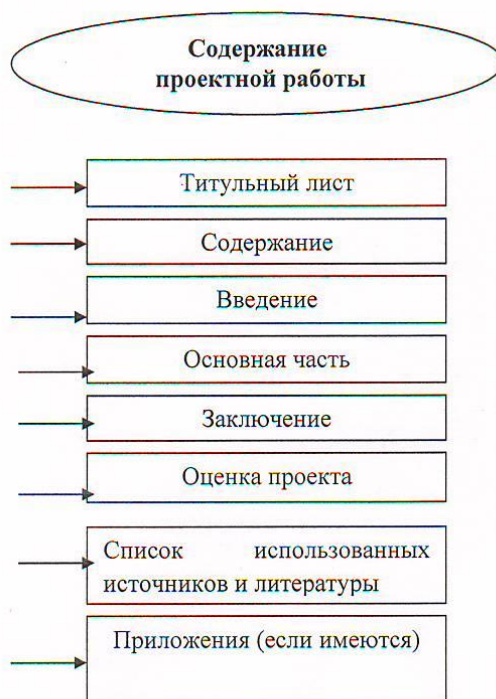 Содержание
проектной работы
Титульный лист
Содержание
Введение
Основная часть
Заключение
Оценка проекта
Список использованных
источников и литературы
Приложения (если имеются)